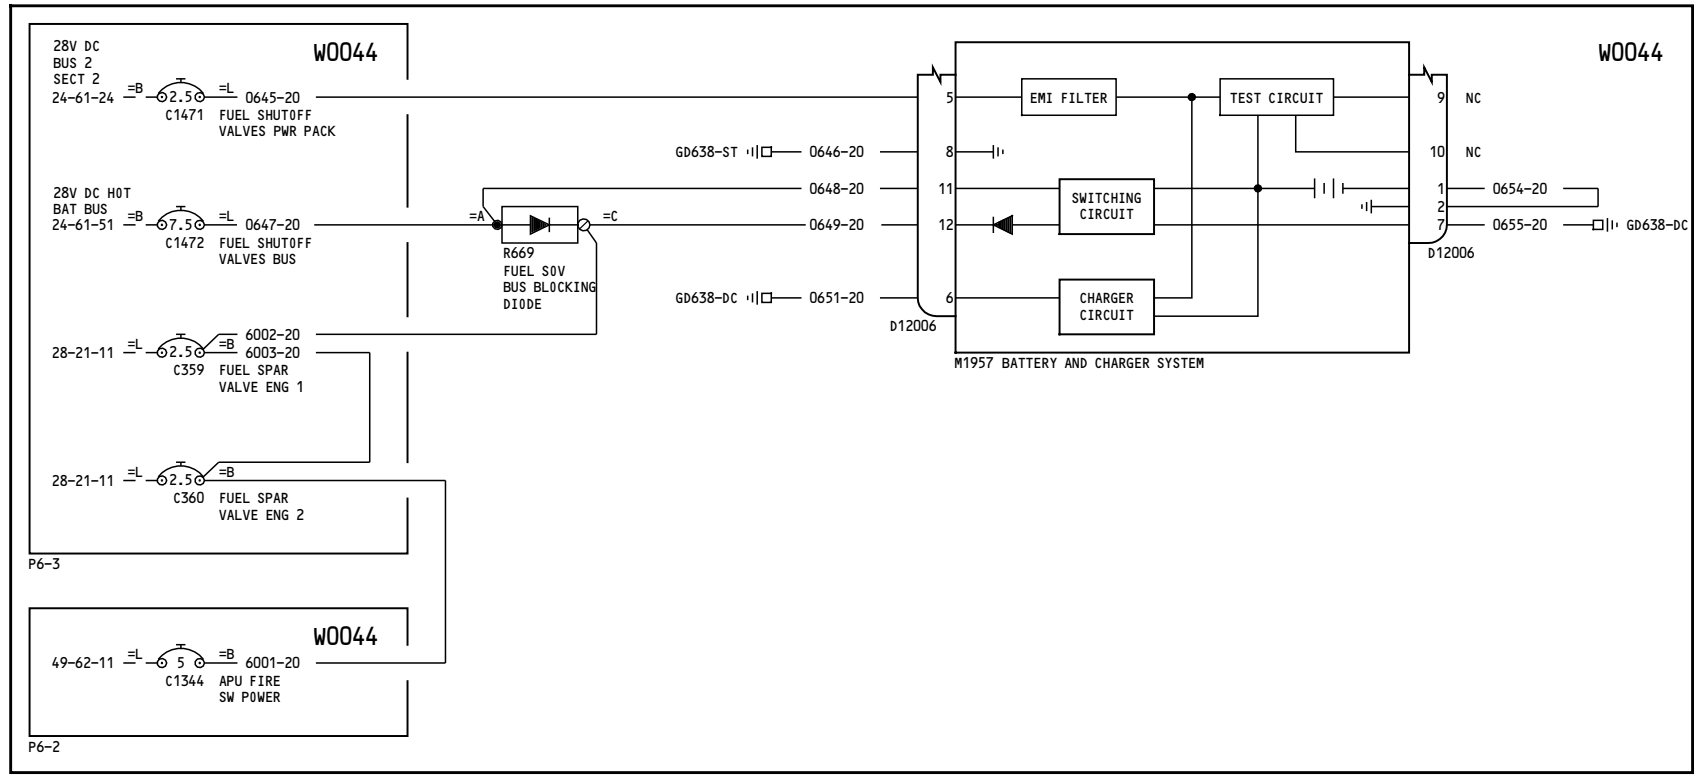 W0044
28V DC
BUS 2
SECT 2
24-61-24 =B 2.5 =L 0645-20
C1471 FUEL SHUTOFF
VALVES PWR PACK
28V DC HOT
BAT BUS
24-61-51 =B 7.5 =L 0647-20
C1472 FUEL SHUTOFF
VALVES BUS
28-21-11 =L 2.5 =B 6002-20
6003-20
C359 FUEL SPAR
VALVE ENG 1
28-21-11 =L 2.5 =B
C360 FUEL SPAR
VALVE ENG 2
P6-3
W0044
49-62-11 =L 5 =B 6001-20
C1344 APU FIRE
SW POWER
P6-2
=A =C
R669
FUEL SOV
BUS BLOCKING
DIODE
GD638-ST 0646-20
0648-20
0649-20
GD638-DC 0651-20
D12006
5
8
11
12
6
EMI FILTER
TEST CIRCUIT
SWITCHING
CIRCUIT
CHARGER
CIRCUIT
M1957 BATTERY AND CHARGER SYSTEM
W0044
9 NC
10 NC
1 0654-20
2
7 0655-20 GD638-DC
D12006